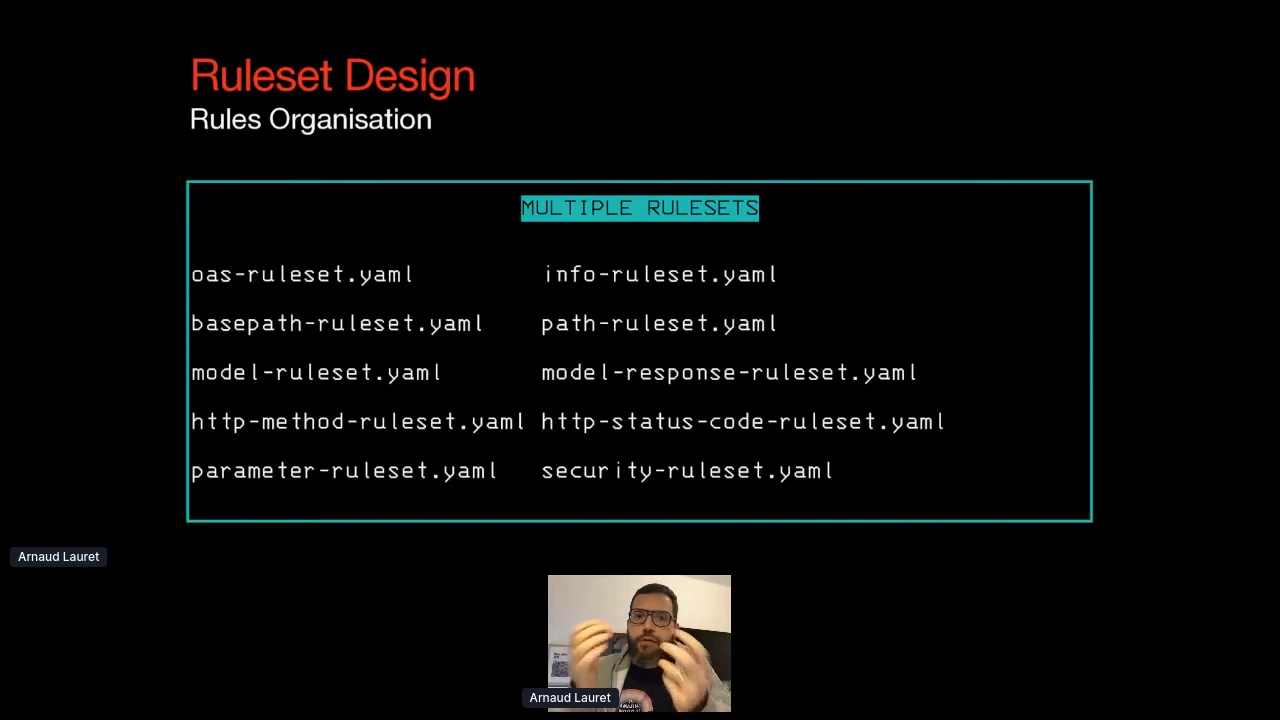 Ruleset Design
Rules Organisation
MULTIPLE RULESETS
oas-ruleset.yaml info-ruleset.yaml
basepath-ruleset.yaml path-ruleset.yaml
model-ruleset.yaml model-response-ruleset.yaml
http-method-ruleset.yaml http-status-code-ruleset.yaml
parameter-ruleset.yaml security-ruleset.yaml
Arnaud Lauret
Arnaud Lauret